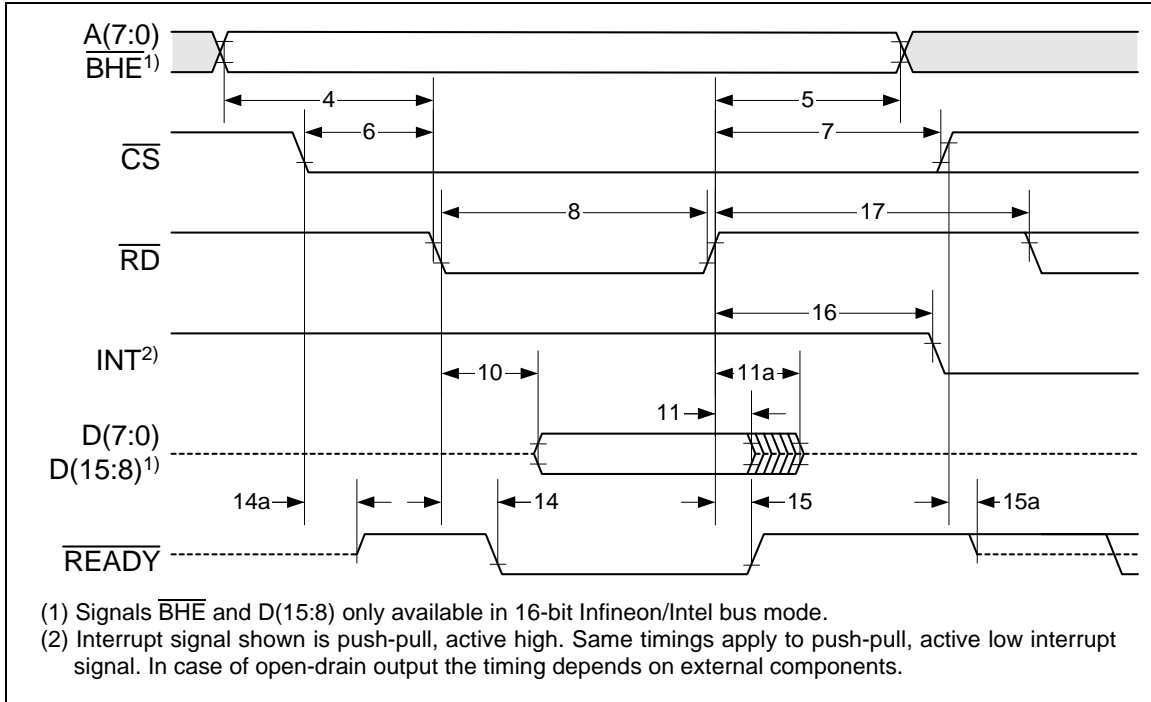 A(7:0)
BHE1)
4
5
6
7
CS
8
17
RD
16
INT2)
10
11a
11
D(7:0)
D(15:8)1)
14a
14
15
15a
READY
(1) Signals BHE and D(15:8) only available in 16-bit Infineon/Intel bus mode.
(2) Interrupt signal shown is push-pull, active high. Same timings apply to push-pull, active low interrupt
signal. In case of open-drain output the timing depends on external components.